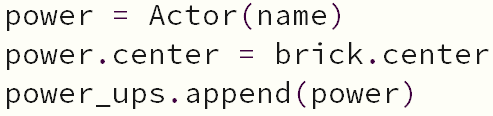 power = Actor(name)
power.center = brick.center
power_ups.append(power)